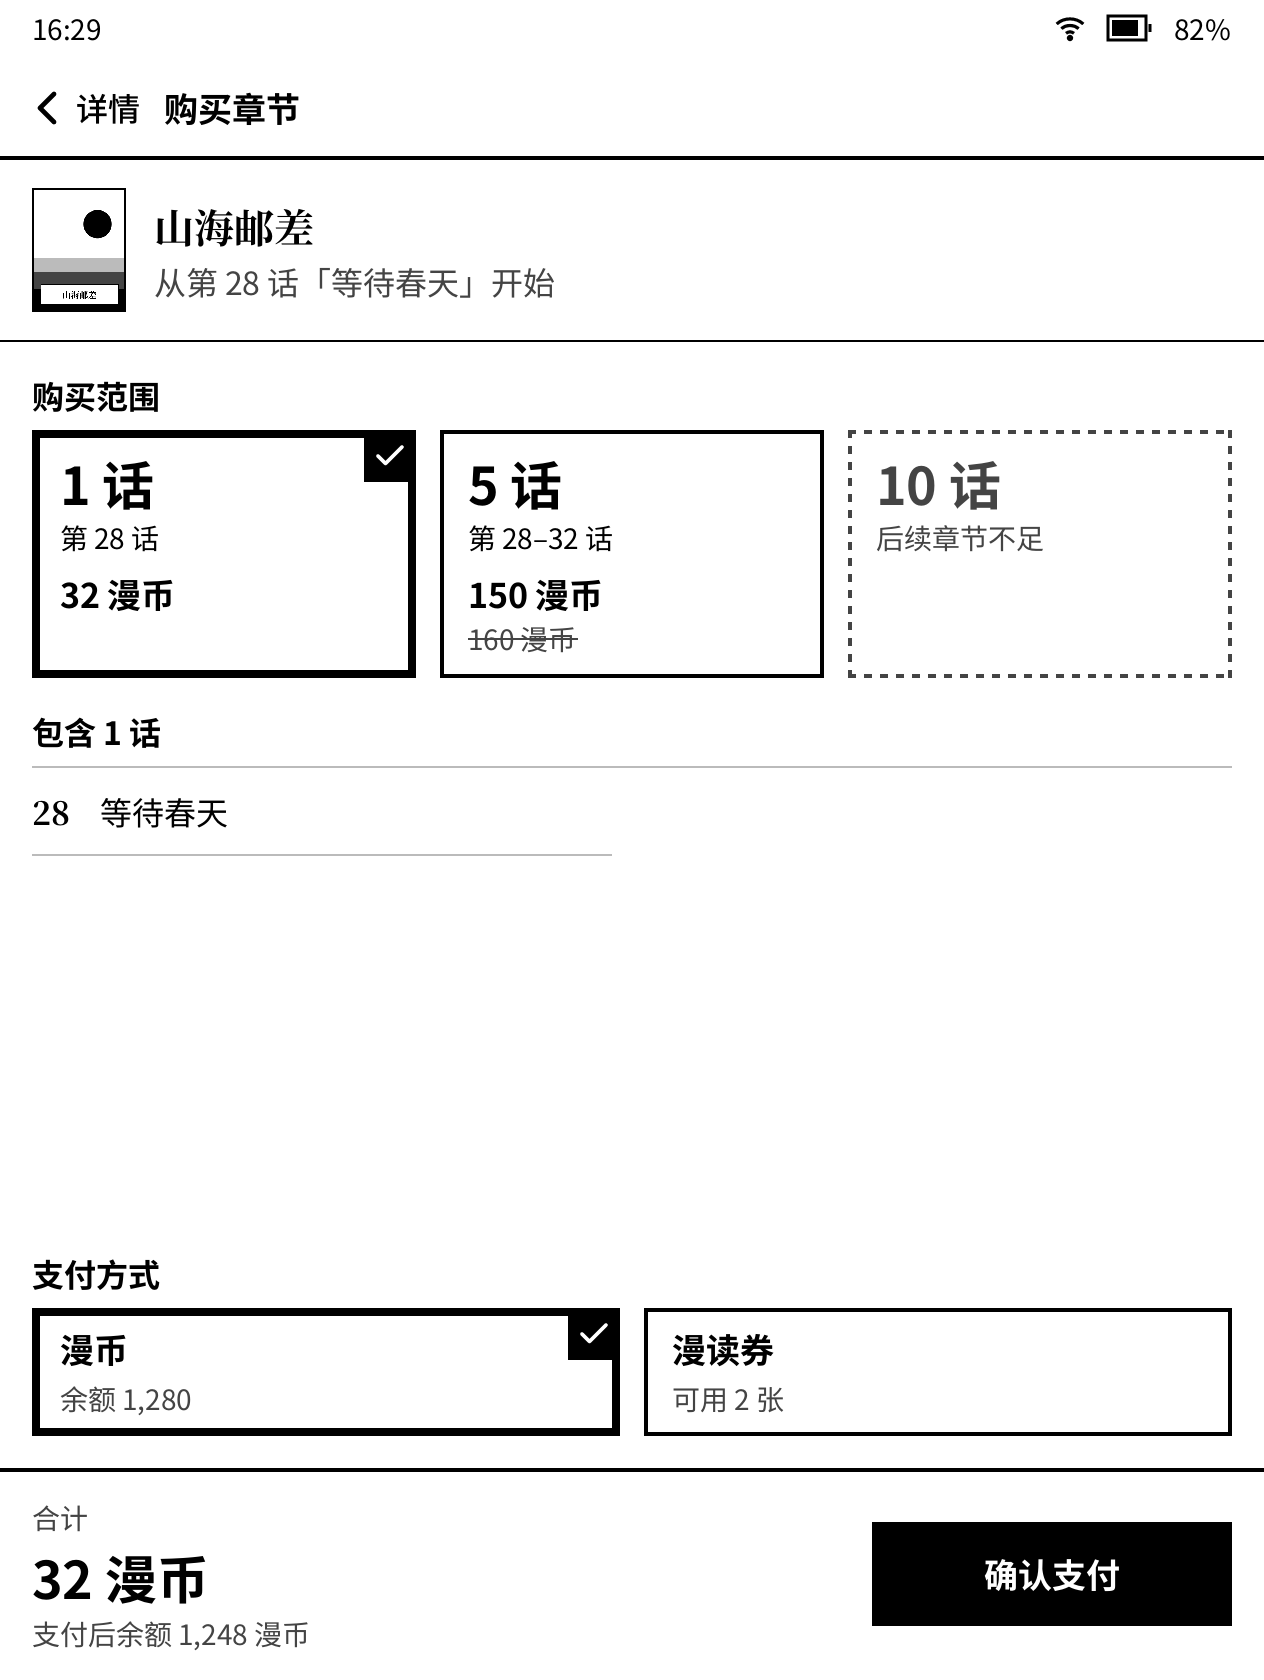 16:29
82%
详情 购买章节
山海邮差
山海邮差
从第 28 话「等待春天」开始
购买范围
1 话
第 28 话
32 漫币
5 话
第 28–32 话
150 漫币
160 漫币
10 话
后续章节不足
包含 1 话
28 等待春天
支付方式
漫币
余额 1,280
漫读券
可用 2 张
合计
32 漫币
支付后余额 1,248 漫币
确认支付